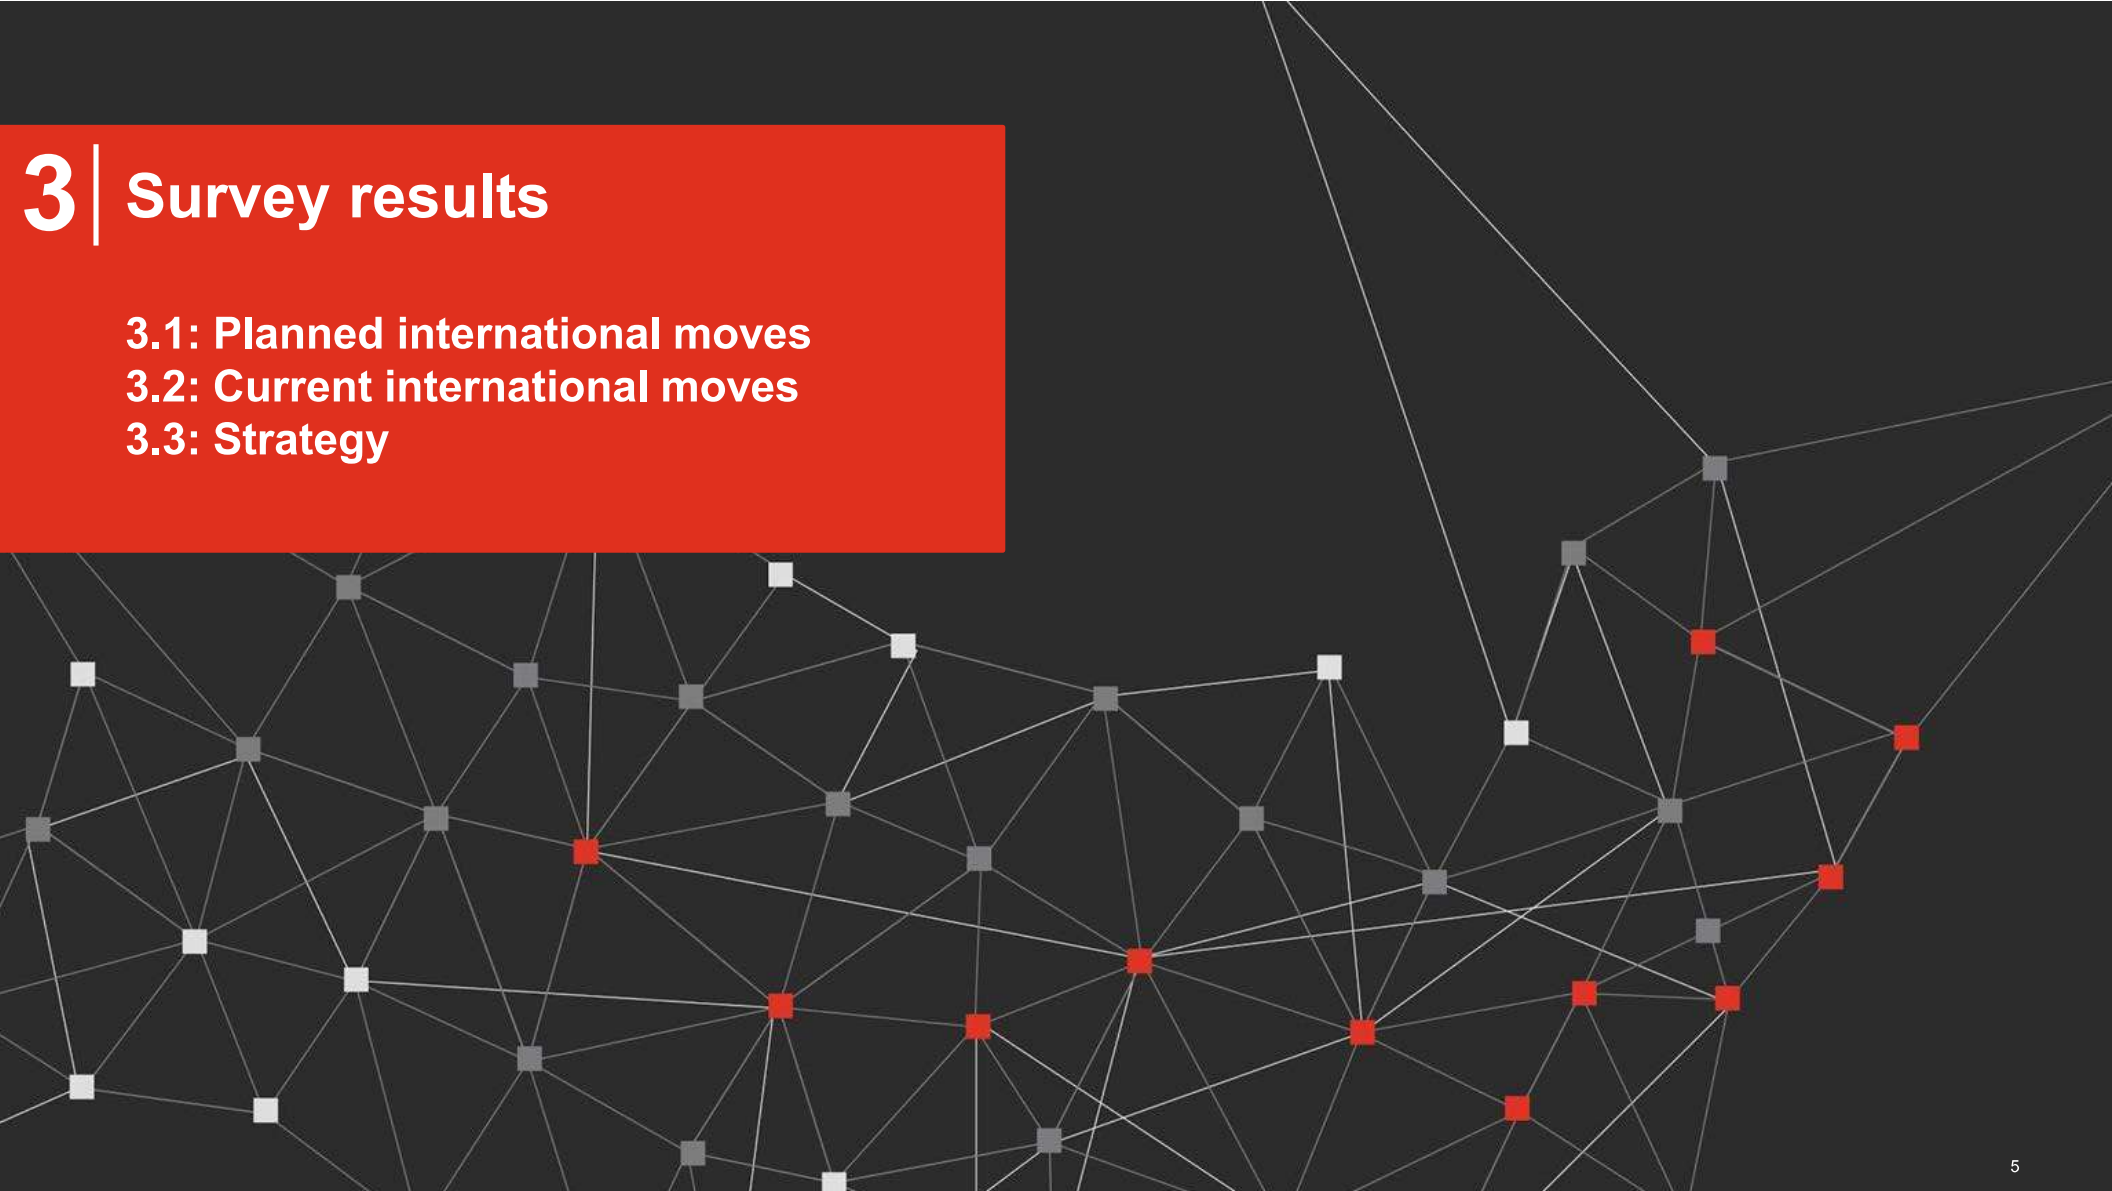 3 Survey results
3.1: Planned international moves
3.2: Current international moves
3.3: Strategy
5